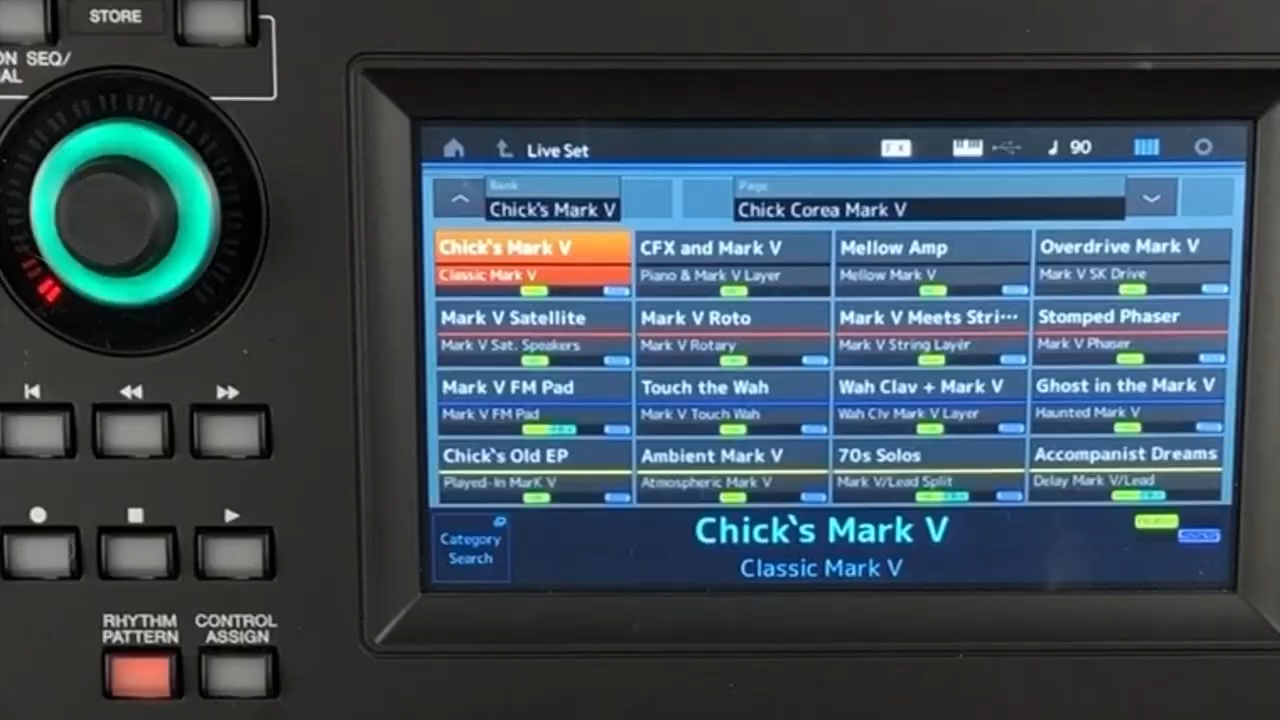 STORE
ON SEQ/
AL
Live Set
FX
90
Bank
Page
Chick's Mark V
Chick Corea Mark V
Chick's Mark V
CFX and Mark V
Mellow Amp
Overdrive Mark V
Classic Mark V
Piano & Mark V Layer
Mellow Mark V
Mark V SK Drive
Mark V Satellite
Mark V Roto
Mark V Meets Stri···
Stomped Phaser
Mark V Sat. Speakers
Mark V Rotary
Mark V String Layer
Mark V Phaser
Mark V FM Pad
Touch the Wah
Wah Clav + Mark V
Ghost in the Mark V
Mark V FM Pad
Mark V Touch Wah
Wah Clv Mark V Layer
Haunted Mark V
Chick's Old EP
Ambient Mark V
70s Solos
Accompanist Dreams
Played-In Mark V
Atmospheric Mark V
Mark V/Lead Split
Delay Mark V/Lead
Category
Search
Chick's Mark V
Classic Mark V
RHYTHM
PATTERN
CONTROL
ASSIGN